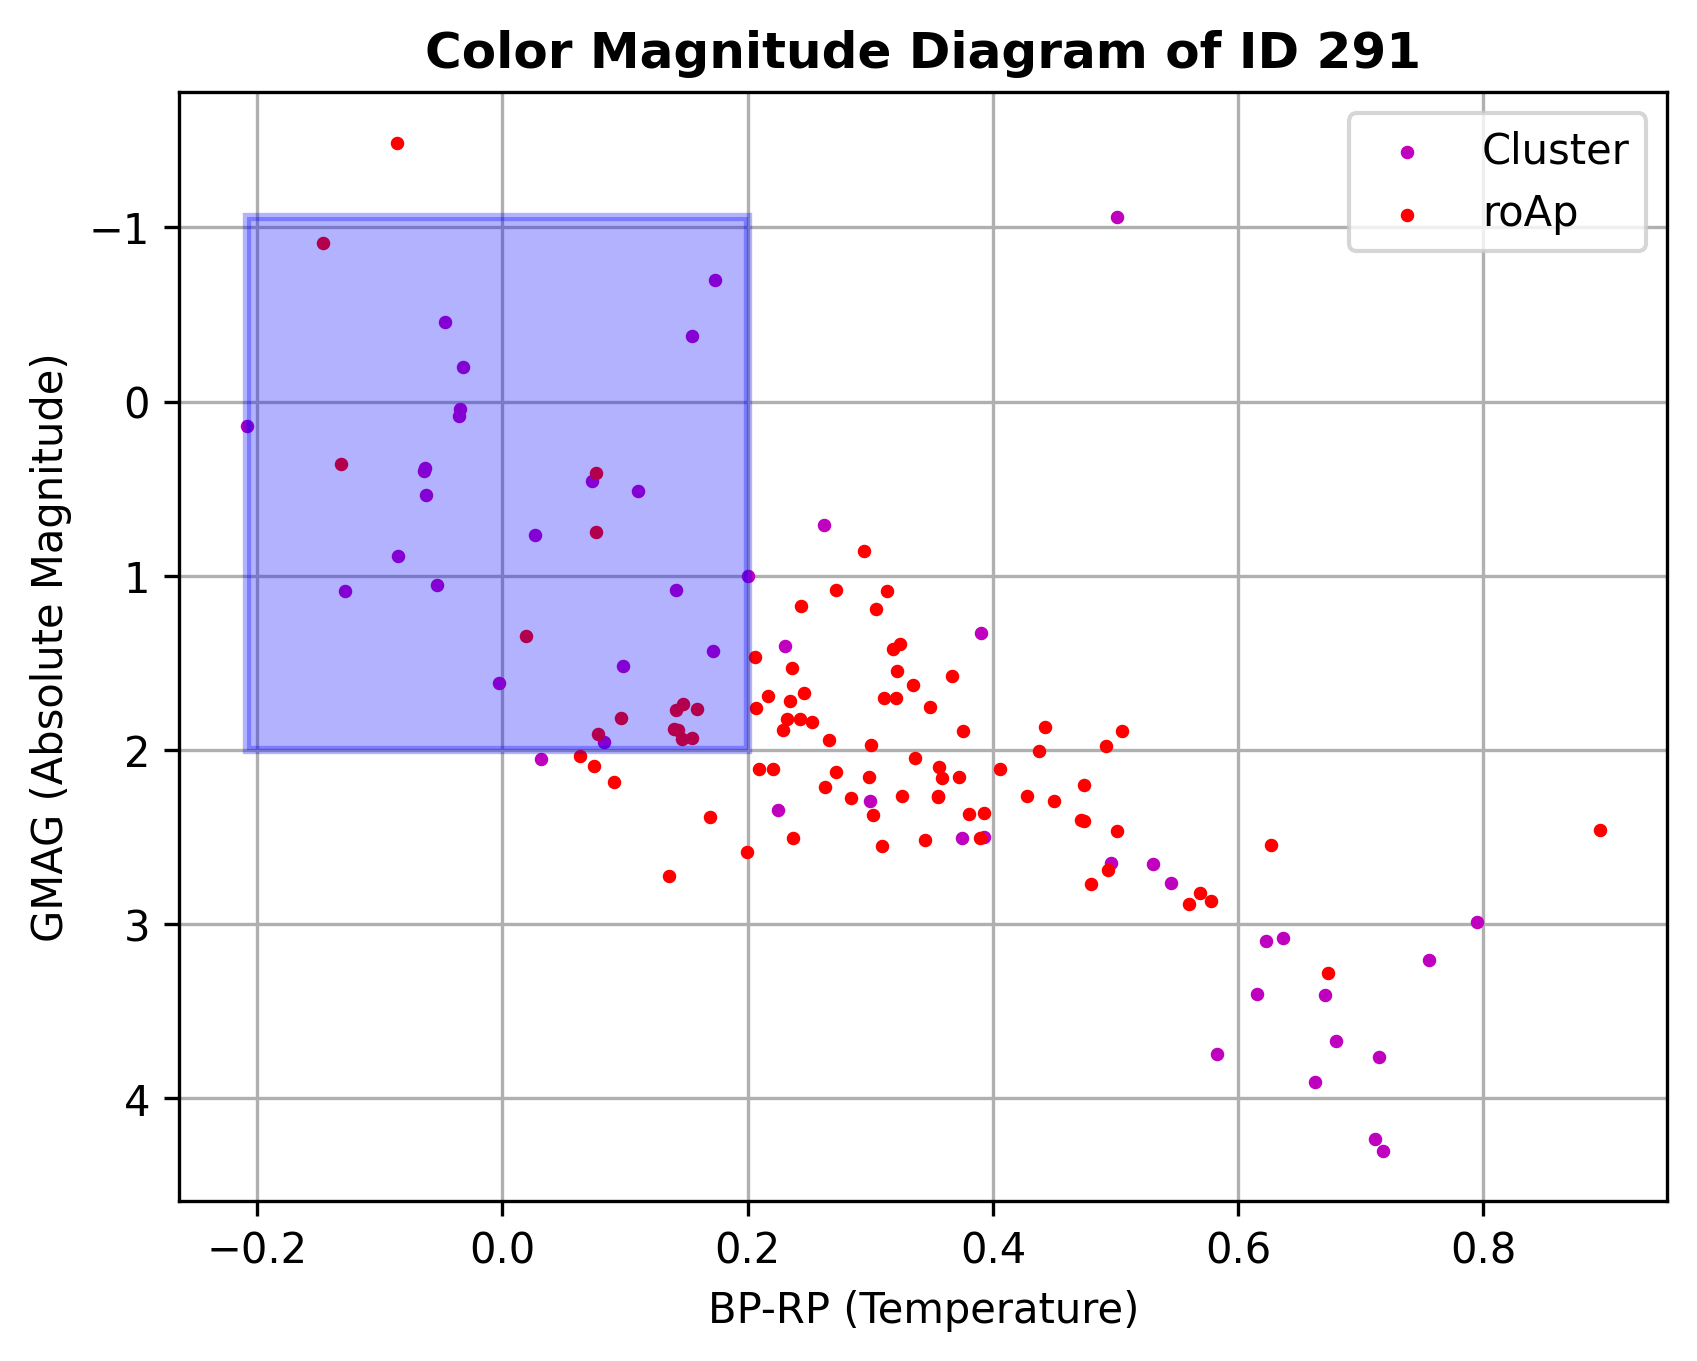 Color Magnitude Diagram of ID 291
Cluster
roAp
−1
0
1
2
3
4
GMAG (Absolute Magnitude)
−0.2 0.0 0.2 0.4 0.6 0.8
BP-RP (Temperature)